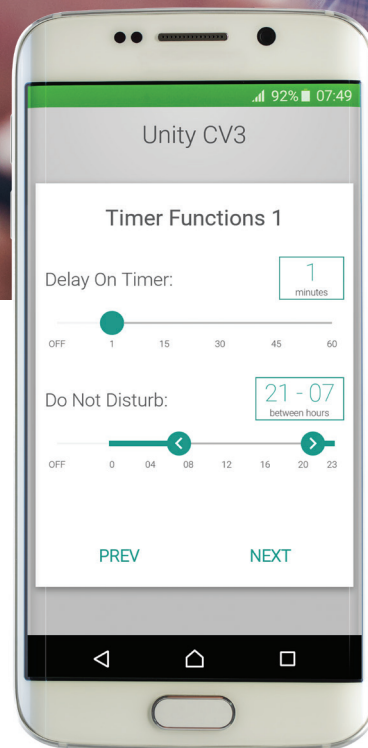 92% 07:49
Unity CV3
Timer Functions 1
Delay On Timer:
1
minutes
OFF 1 15 30 45 60
Do Not Disturb:
21 - 07
between hours
OFF 0 04 08 12 16 20 23
PREV NEXT